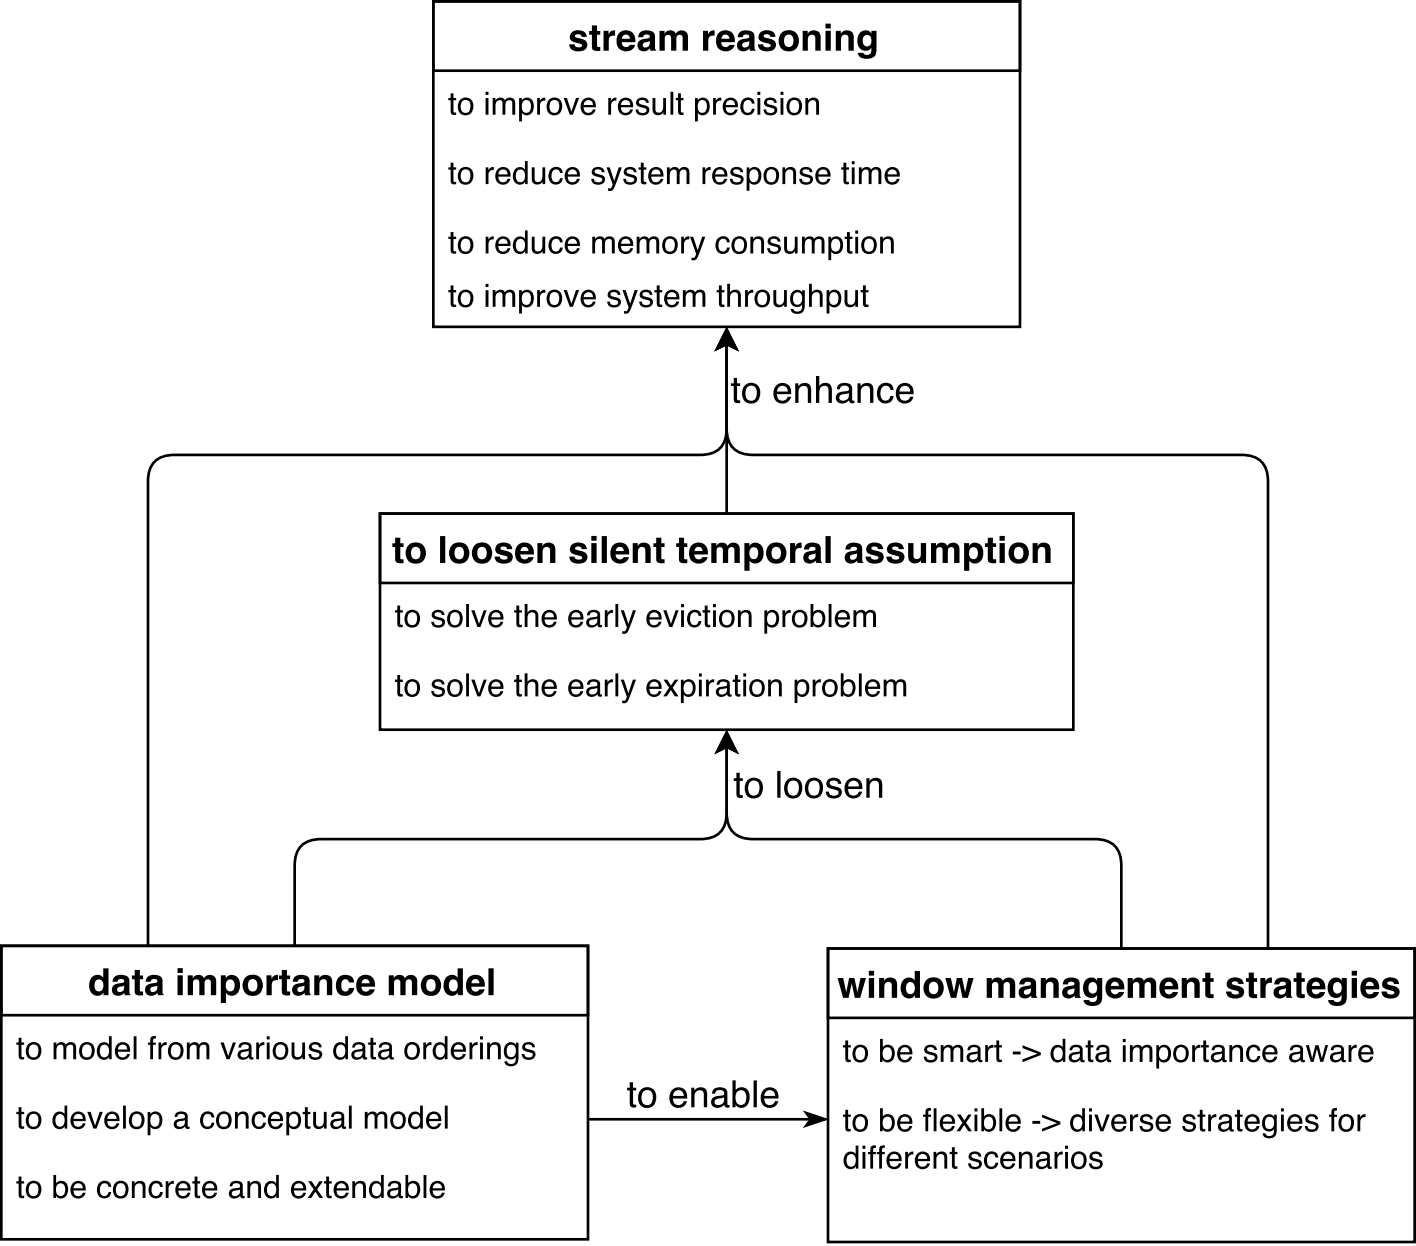 stream reasoning
to improve result precision
to reduce system response time
to reduce memory consumption
to improve system throughput
to enhance
to loosen silent temporal assumption
to solve the early eviction problem
to solve the early expiration problem
to loosen
data importance model
to model from various data orderings
to develop a conceptual model
to be concrete and extendable
to enable
window management strategies
to be smart -> data importance aware
to be flexible -> diverse strategies for
different scenarios